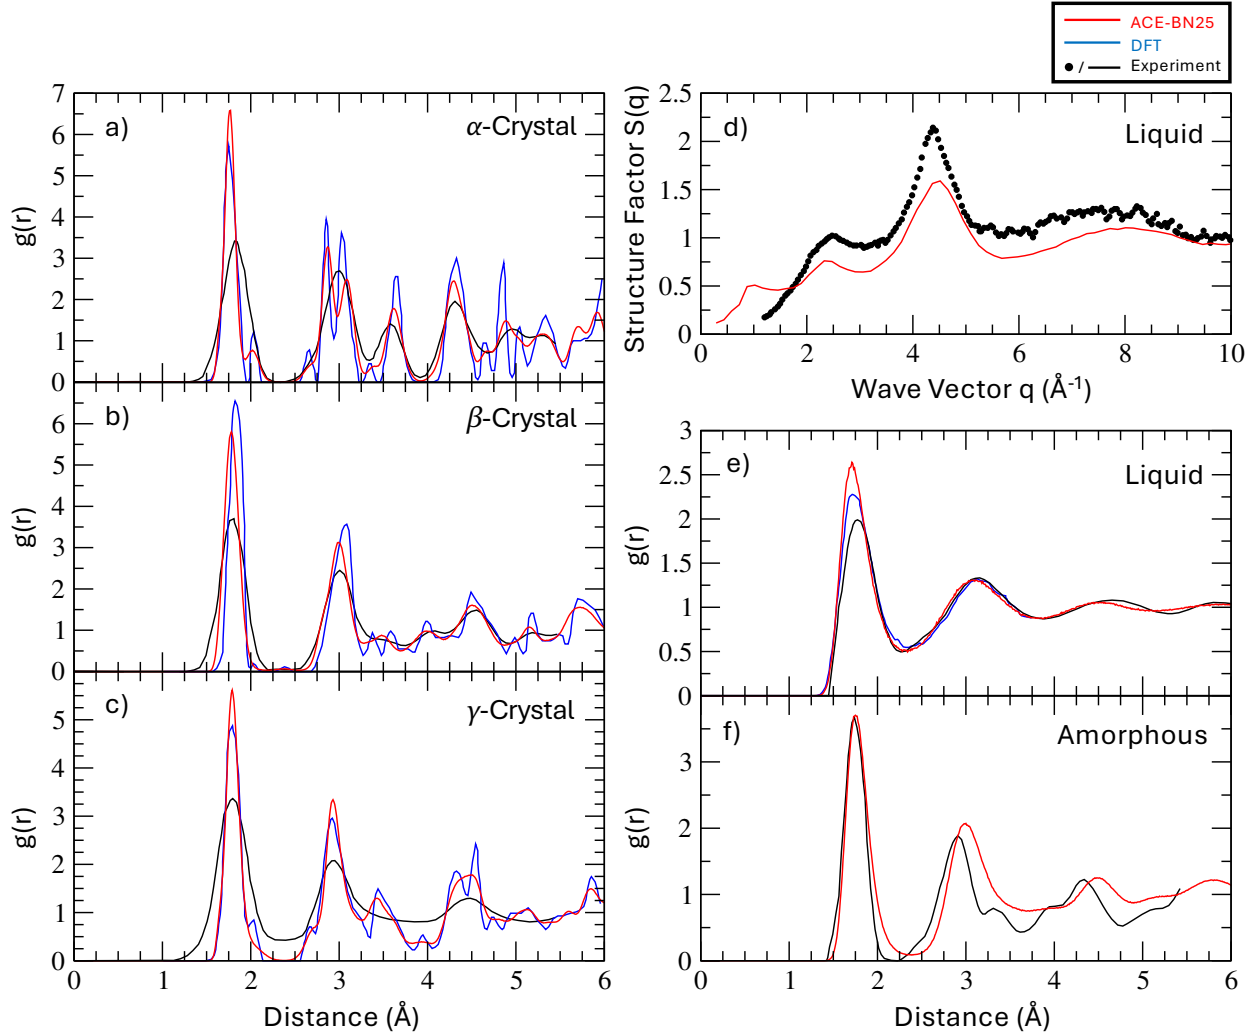 ACE-BN25
DFT
/ Experiment
a)
α-Crystal
g(r)
7
6
5
4
3
2
1
0
b)
β-Crystal
g(r)
6
5
4
3
2
1
0
c)
γ-Crystal
g(r)
5
4
3
2
1
0
0 1 2 3 4 5 6
Distance (Å)
d)
Liquid
Structure Factor S(q)
2.5
2
1.5
1
0.5
0
0 2 4 6 8 10
Wave Vector q (Å-1)
e)
Liquid
g(r)
3
2.5
2
1.5
1
0.5
0
f)
Amorphous
g(r)
3
2
1
0
0 1 2 3 4 5 6
Distance (Å)